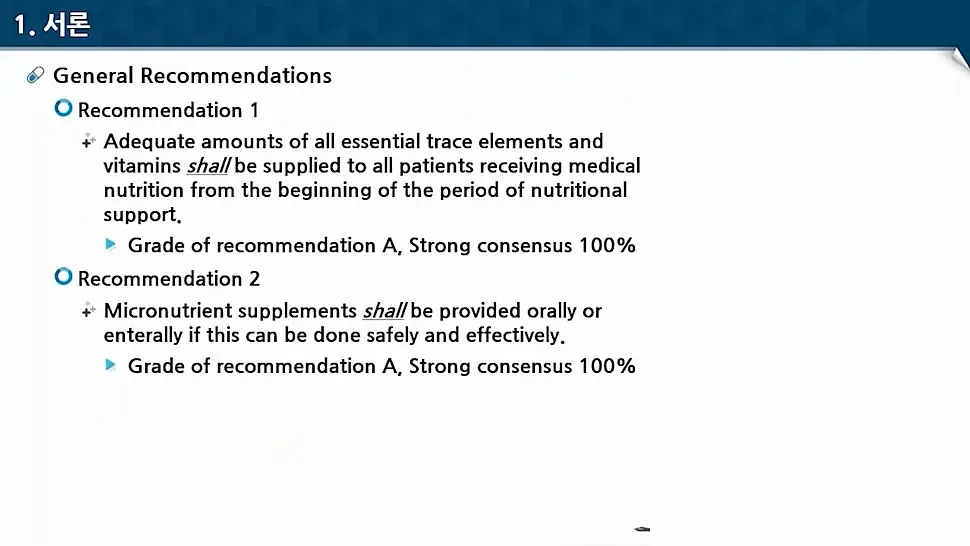 1. 서론
General Recommendations
Recommendation 1
Adequate amounts of all essential trace elements and
vitamins shall be supplied to all patients receiving medical
nutrition from the beginning of the period of nutritional
support.
Grade of recommendation A, Strong consensus 100%
Recommendation 2
Micronutrient supplements shall be provided orally or
enterally if this can be done safely and effectively.
Grade of recommendation A, Strong consensus 100%